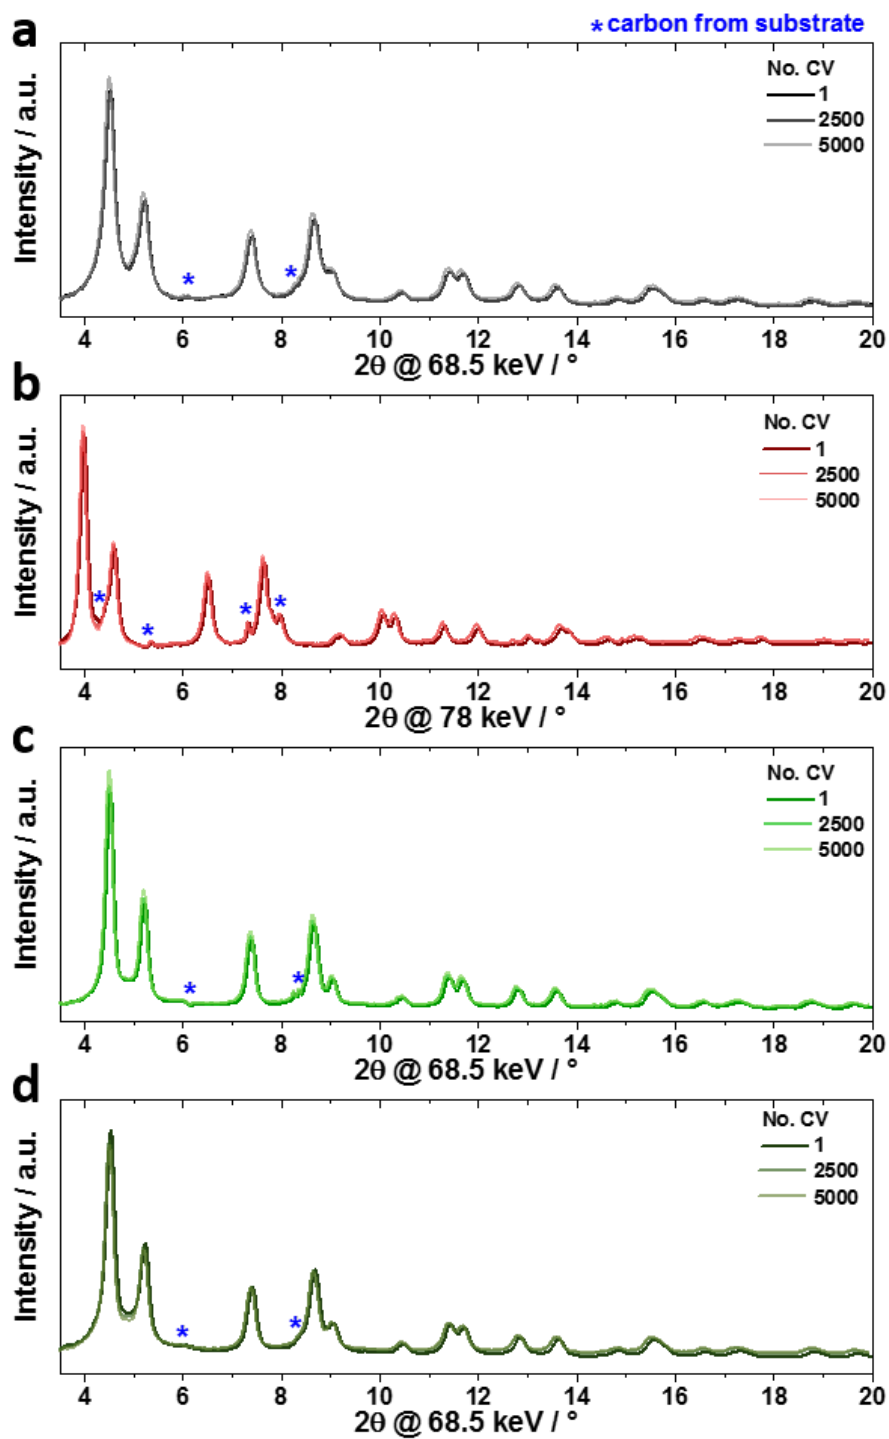 a
* carbon from substrate
Intensity / a.u.
No. CV
1
2500
5000
*
*
4 6 8 10 12 14 16 18 20
2θ @ 68.5 keV / °
b
Intensity / a.u.
No. CV
1
2500
5000
*
*
*
*
4 6 8 10 12 14 16 18 20
2θ @ 78 keV / °
c
Intensity / a.u.
No. CV
1
2500
5000
*
*
4 6 8 10 12 14 16 18 20
2θ @ 68.5 keV / °
d
Intensity / a.u.
No. CV
1
2500
5000
*
*
4 6 8 10 12 14 16 18 20
2θ @ 68.5 keV / °